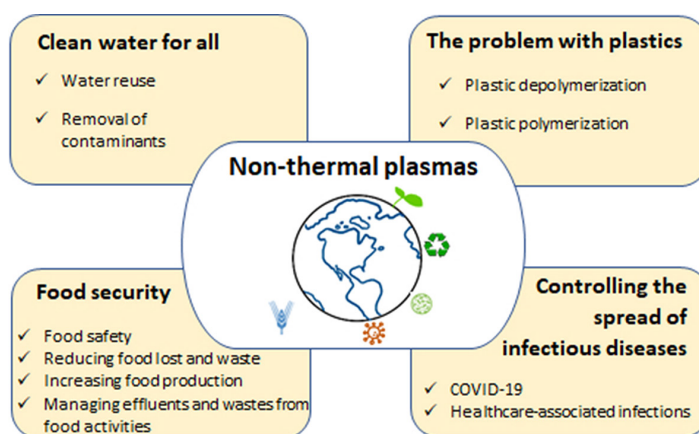 Clean water for all
✓ Water reuse
✓ Removal of
contaminants
The problem with plastics
✓ Plastic depolymerization
✓ Plastic polymerization
Non-thermal plasmas
Food security
✓ Food safety
✓ Reducing food lost and waste
✓ Increasing food production
✓ Managing effluents and wastes from
food activities
Controlling the
spread of
infectious diseases
✓ COVID-19
✓ Healthcare-associated infections